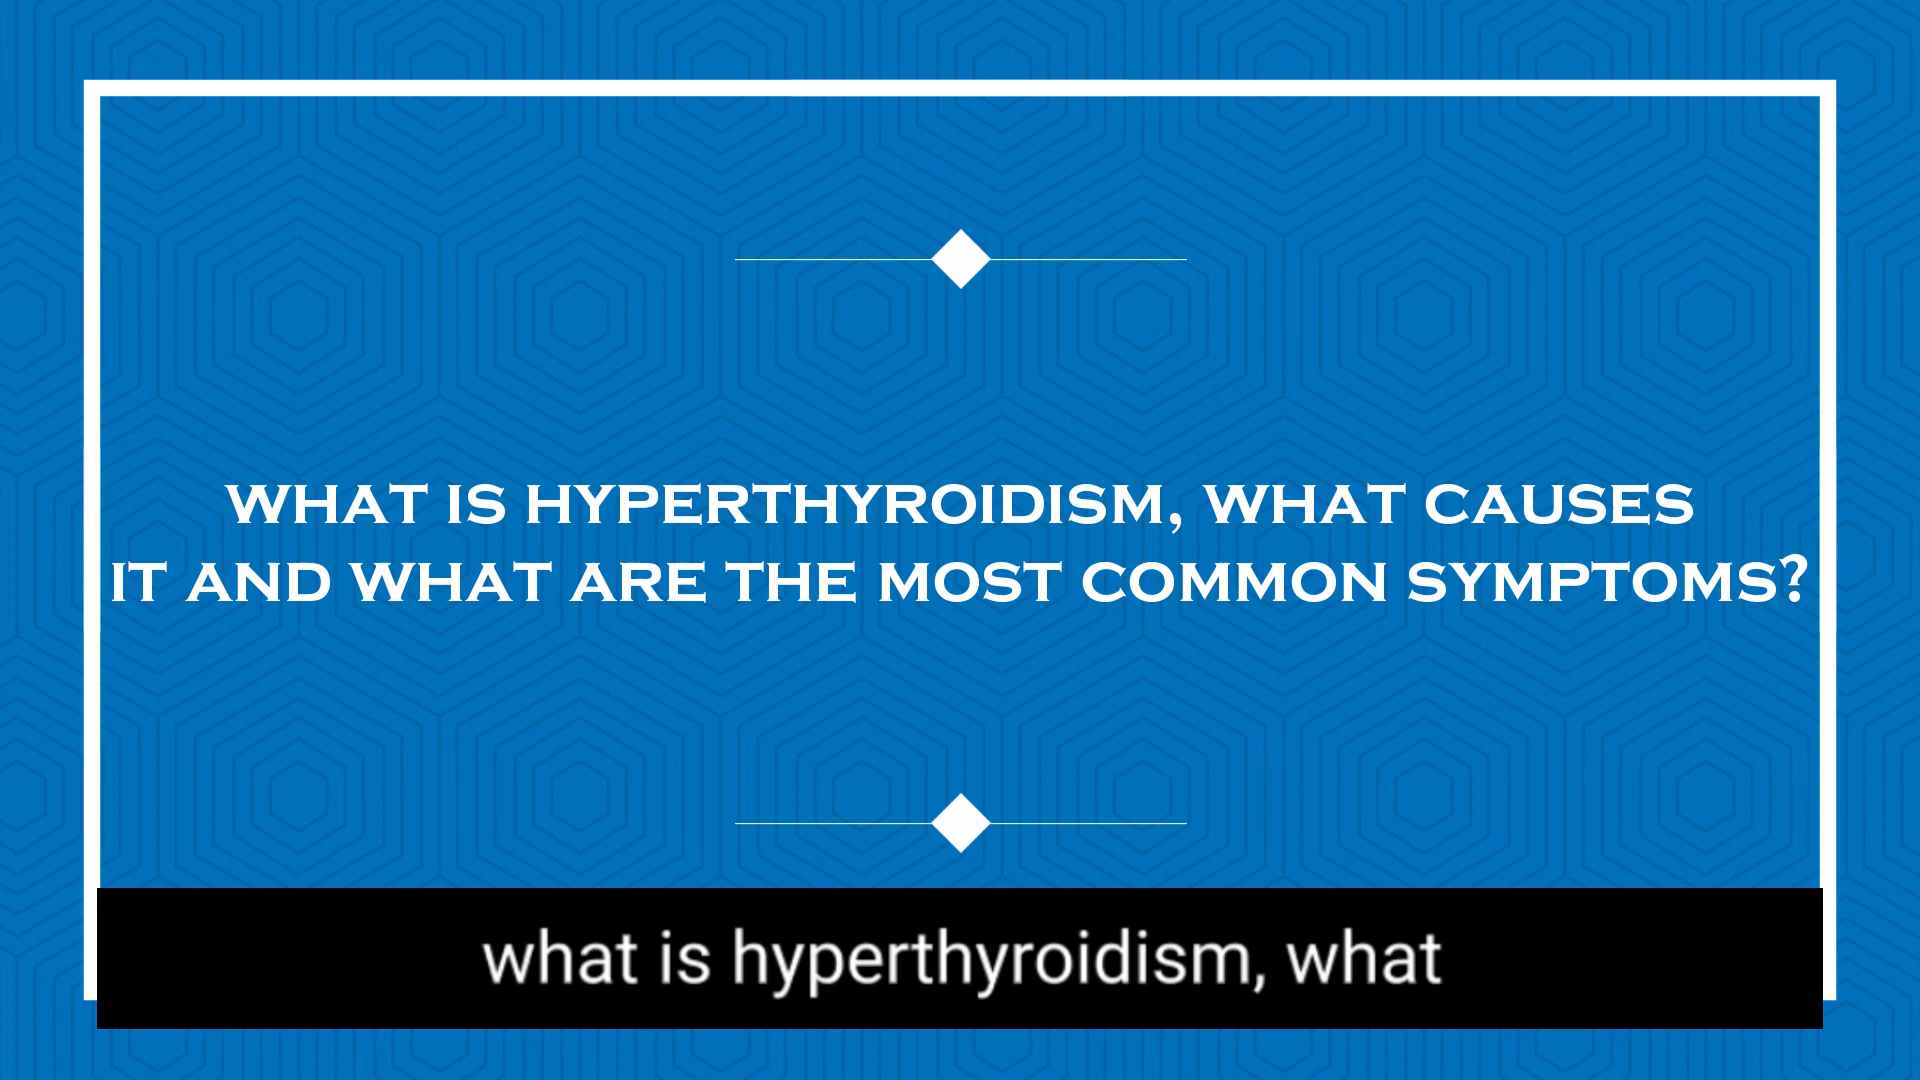 WHAT IS HYPERTHYROIDISM, WHAT CAUSES
IT AND WHAT ARE THE MOST COMMON SYMPTOMS?
what is hyperthyroidism, what